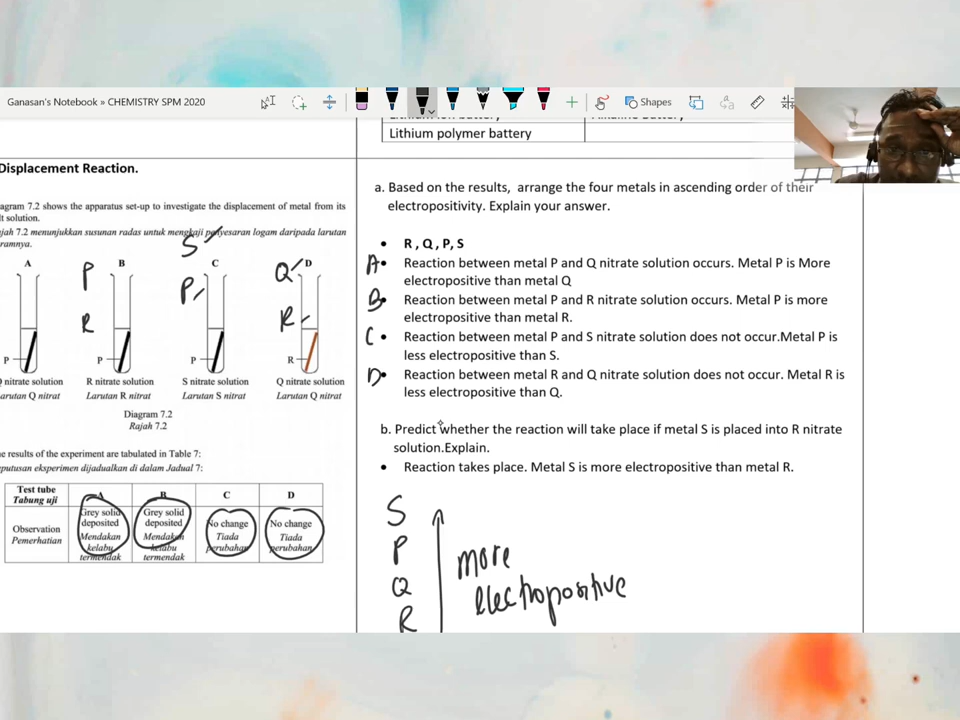 Ganasan's Notebook » CHEMISTRY SPM 2020
Shapes
Lithium polymer battery
Displacement Reaction.
agram 7.2 shows the apparatus set-up to investigate the displacement of metal from its
t solution.
ajah 7.2 menunjukkan susunan radas untuk mengkaji penyesaran logam daripada larutan
ramnya.
A B C D
P
R
S
P
Q
R
P P P R
nitrate solution R nitrate solution S nitrate solution Q nitrate solution
arutan Q nitrat Larutan R nitrat Larutan S nitrat Larutan Q nitrat
Diagram 7.2
Rajah 7.2
e results of the experiment are tabulated in Table 7:
putusan eksperimen dijadualkan di dalam Jadual 7:
Test tube A B C D
Tabung uji
Observation
Pemerhatian
Grey solid
deposited
Mendakan
kelabu
termendak
Grey solid
deposited
Mendakan
kelabu
termendak
No change
Tiada
perubahan
No change
Tiada
perubahan
a. Based on the results, arrange the four metals in ascending order of their
electropositivity. Explain your answer.
• R , Q , P, S
A • Reaction between metal P and Q nitrate solution occurs. Metal P is More
electropositive than metal Q
B • Reaction between metal P and R nitrate solution occurs. Metal P is more
electropositive than metal R.
C • Reaction between metal P and S nitrate solution does not occur.Metal P is
less electropositive than S.
D • Reaction between metal R and Q nitrate solution does not occur. Metal R is
less electropositive than Q.
b. Predict whether the reaction will take place if metal S is placed into R nitrate
solution.Explain.
• Reaction takes place. Metal S is more electropositive than metal R.
S
P
Q
R
more
electropositive